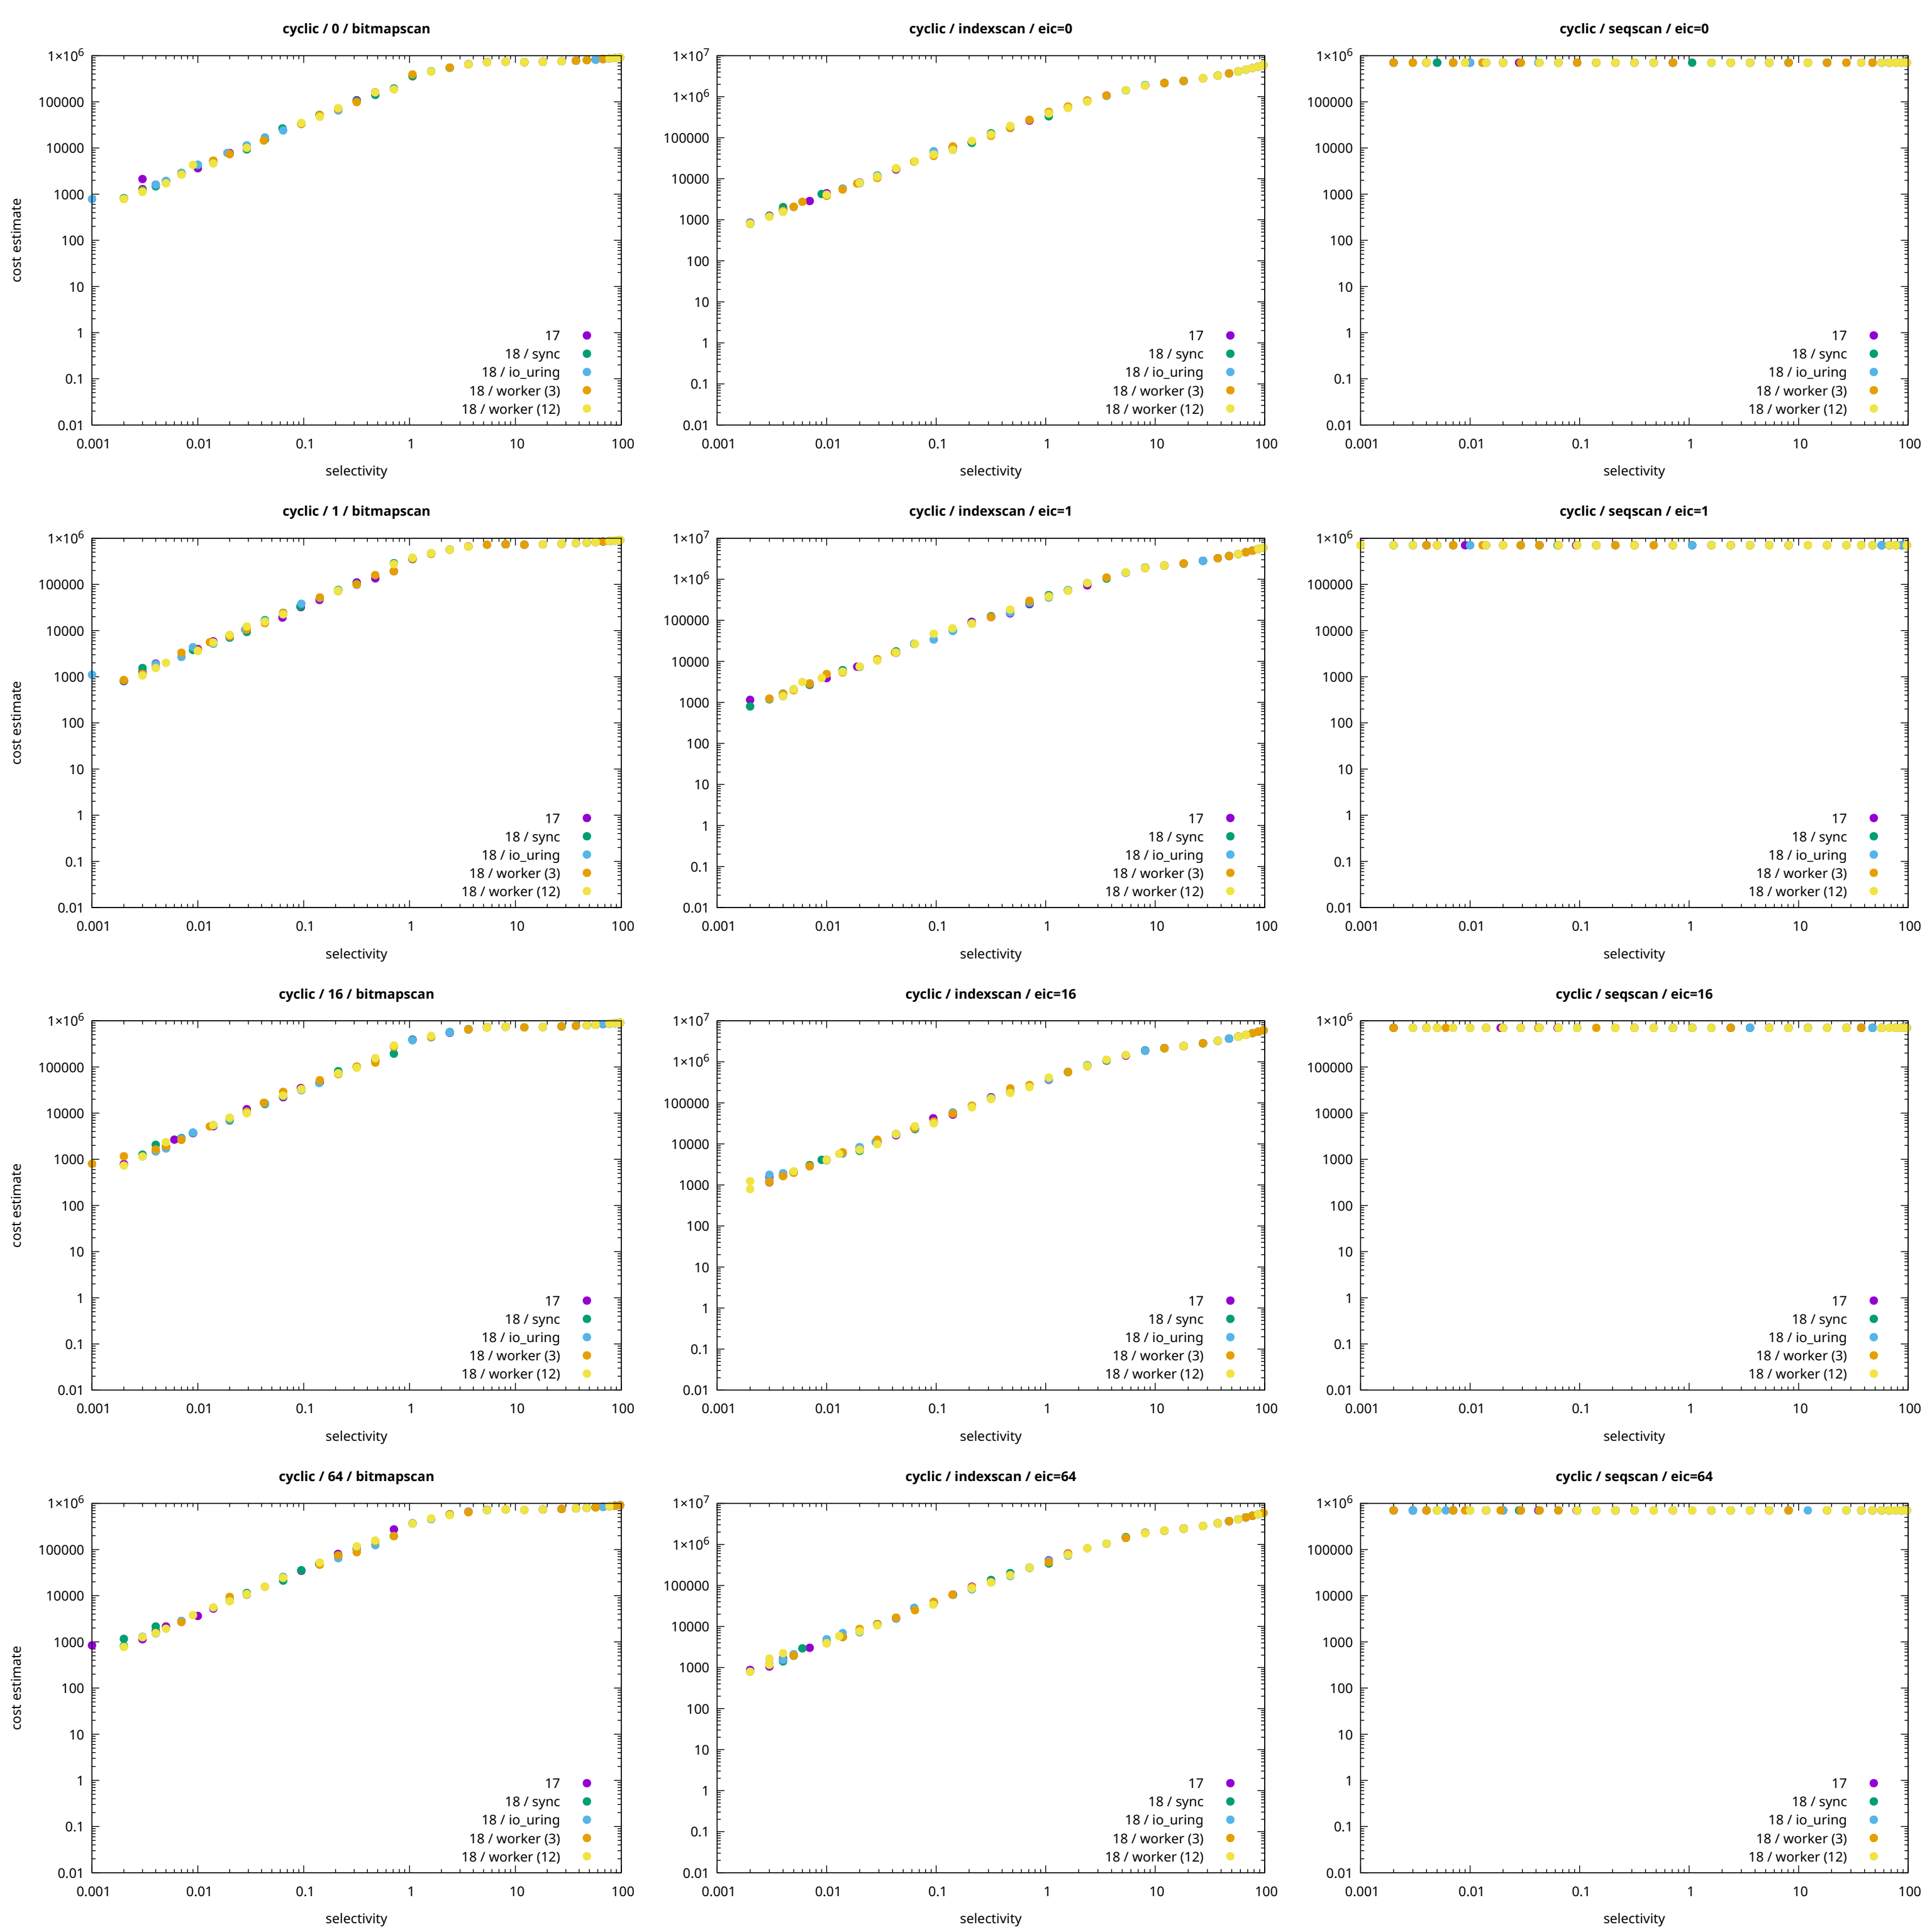 cyclic / 0 / bitmapscan
cost estimate
1×10⁶
100000
10000
1000
100
10
1
0.1
0.01
17
18 / sync
18 / io_uring
18 / worker (3)
18 / worker (12)
0.001 0.01 0.1 1 10 100
selectivity
cyclic / indexscan / eic=0
1×10⁷
1×10⁶
100000
10000
1000
100
10
1
0.1
0.01
17
18 / sync
18 / io_uring
18 / worker (3)
18 / worker (12)
0.001 0.01 0.1 1 10 100
selectivity
cyclic / seqscan / eic=0
1×10⁶
100000
10000
1000
100
10
1
0.1
0.01
17
18 / sync
18 / io_uring
18 / worker (3)
18 / worker (12)
0.001 0.01 0.1 1 10 100
selectivity
cyclic / 1 / bitmapscan
cost estimate
1×10⁶
100000
10000
1000
100
10
1
0.1
0.01
17
18 / sync
18 / io_uring
18 / worker (3)
18 / worker (12)
0.001 0.01 0.1 1 10 100
selectivity
cyclic / indexscan / eic=1
1×10⁷
1×10⁶
100000
10000
1000
100
10
1
0.1
0.01
17
18 / sync
18 / io_uring
18 / worker (3)
18 / worker (12)
0.001 0.01 0.1 1 10 100
selectivity
cyclic / seqscan / eic=1
1×10⁶
100000
10000
1000
100
10
1
0.1
0.01
17
18 / sync
18 / io_uring
18 / worker (3)
18 / worker (12)
0.001 0.01 0.1 1 10 100
selectivity
cyclic / 16 / bitmapscan
cost estimate
1×10⁶
100000
10000
1000
100
10
1
0.1
0.01
17
18 / sync
18 / io_uring
18 / worker (3)
18 / worker (12)
0.001 0.01 0.1 1 10 100
selectivity
cyclic / indexscan / eic=16
1×10⁷
1×10⁶
100000
10000
1000
100
10
1
0.1
0.01
17
18 / sync
18 / io_uring
18 / worker (3)
18 / worker (12)
0.001 0.01 0.1 1 10 100
selectivity
cyclic / seqscan / eic=16
1×10⁶
100000
10000
1000
100
10
1
0.1
0.01
17
18 / sync
18 / io_uring
18 / worker (3)
18 / worker (12)
0.001 0.01 0.1 1 10 100
selectivity
cyclic / 64 / bitmapscan
cost estimate
1×10⁶
100000
10000
1000
100
10
1
0.1
0.01
17
18 / sync
18 / io_uring
18 / worker (3)
18 / worker (12)
0.001 0.01 0.1 1 10 100
selectivity
cyclic / indexscan / eic=64
1×10⁷
1×10⁶
100000
10000
1000
100
10
1
0.1
0.01
17
18 / sync
18 / io_uring
18 / worker (3)
18 / worker (12)
0.001 0.01 0.1 1 10 100
selectivity
cyclic / seqscan / eic=64
1×10⁶
100000
10000
1000
100
10
1
0.1
0.01
17
18 / sync
18 / io_uring
18 / worker (3)
18 / worker (12)
0.001 0.01 0.1 1 10 100
selectivity